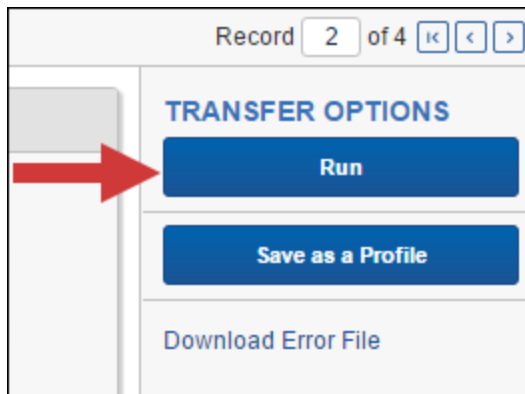 Record 2 of 4
TRANSFER OPTIONS
Run
Save as a Profile
Download Error File